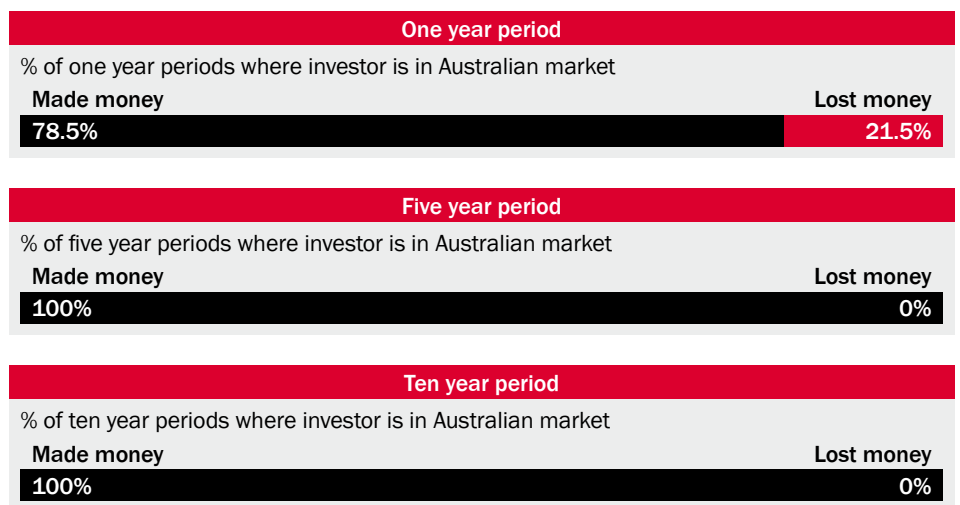 One year period
% of one year periods where investor is in Australian market
Made money Lost money
78.5% 21.5%
Five year period
% of five year periods where investor is in Australian market
Made money Lost money
100% 0%
Ten year period
% of ten year periods where investor is in Australian market
Made money Lost money
100% 0%